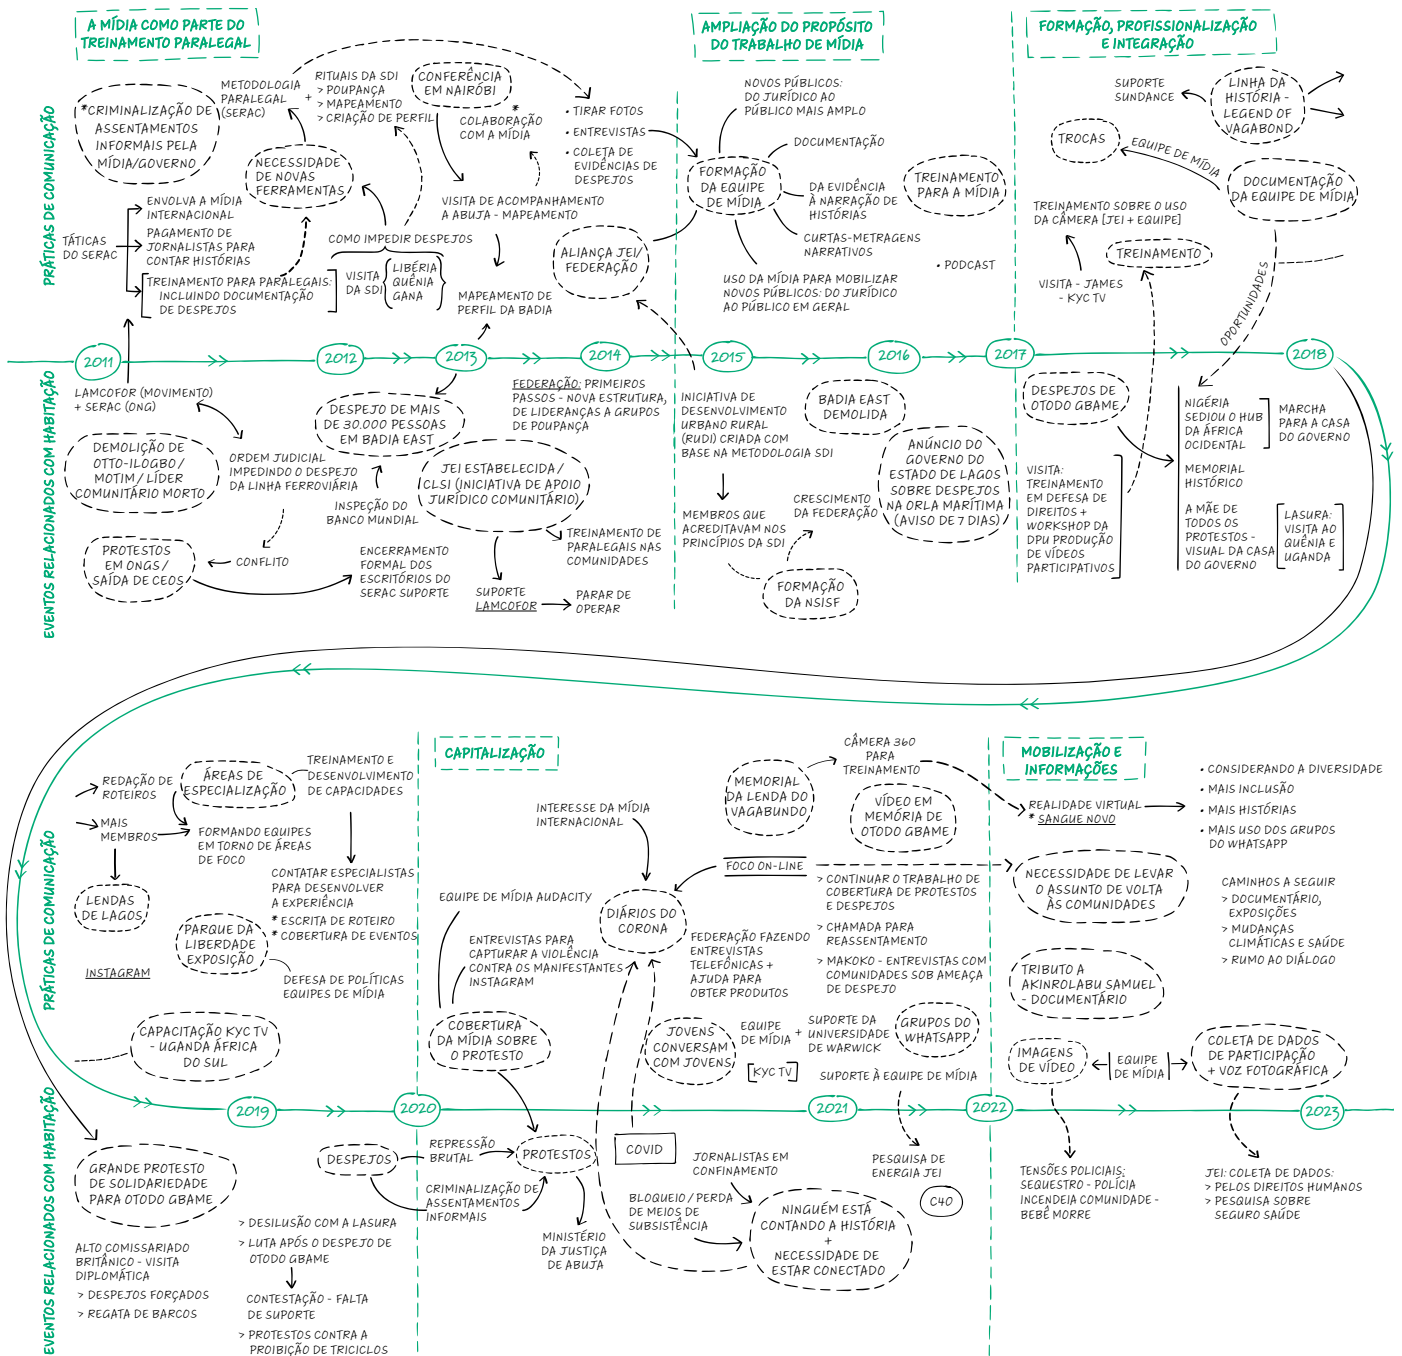 A MÍDIA COMO PARTE DO
TREINAMENTO PARALEGAL
AMPLIAÇÃO DO PROPÓSITO
DO TRABALHO DE MÍDIA
FORMAÇÃO, PROFISSIONALIZAÇÃO
E INTEGRAÇÃO
PRÁTICAS DE COMUNICAÇÃO
*CRIMINALIZAÇÃO DE
ASSENTAMENTOS
INFORMAIS PELA
MÍDIA/GOVERNO
METODOLOGIA
PARALEGAL
(SERAC)
+
RITUAIS DA SDI
> POUPANÇA
> MAPEAMENTO
> CRIAÇÃO DE PERFIL
CONFERÊNCIA
EM NAIRÓBI
*
COLABORAÇÃO
COM A MÍDIA
• TIRAR FOTOS
• ENTREVISTAS
• COLETA DE
EVIDÊNCIAS DE
DESPEJOS
NECESSIDADE
DE NOVAS
FERRAMENTAS
VISITA DE ACOMPANHAMENTO
A ABUJA - MAPEAMENTO
TÁTICAS
DO SERAC
ENVOLVA A MÍDIA
INTERNACIONAL
PAGAMENTO DE
JORNALISTAS PARA
CONTAR HISTÓRIAS
TREINAMENTO PARA PARALEGAIS:
INCLUINDO DOCUMENTAÇÃO
DE DESPEJOS
COMO IMPEDIR DESPEJOS
VISITA
DA SDI
LIBÉRIA
QUÊNIA
GANA
MAPEAMENTO DE
PERFIL DA BADIA
ALIANÇA JEI/
FEDERAÇÃO
NOVOS PÚBLICOS:
DO JURÍDICO AO
PÚBLICO MAIS AMPLO
DOCUMENTAÇÃO
FORMAÇÃO
DA EQUIPE
DE MÍDIA
DA EVIDÊNCIA
À NARRAÇÃO DE
HISTÓRIAS
CURTAS-METRAGENS
NARRATIVOS
USO DA MÍDIA PARA MOBILIZAR
NOVOS PÚBLICOS: DO JURÍDICO
AO PÚBLICO EM GERAL
TREINAMENTO
PARA A MÍDIA
• PODCAST
SUPORTE
SUNDANCE
LINHA DA
HISTÓRIA -
LEGEND OF
VAGABOND
TROCAS
EQUIPE DE MÍDIA
DOCUMENTAÇÃO
DA EQUIPE DE MÍDIA
TREINAMENTO SOBRE O USO
DA CÂMERA [JEI + EQUIPE]
TREINAMENTO
VISITA - JAMES
- KYC TV
OPORTUNIDADES
2011
2012
2013
2014
2015
2016
2017
2018
EVENTOS RELACIONADOS COM HABITAÇÃO
LAMCOFOR (MOVIMENTO)
+ SERAC (ONG)
DEMOLIÇÃO DE
OTTO-ILOGBO /
MOTIM / LÍDER
COMUNITÁRIO MORTO
ORDEM JUDICIAL
IMPEDINDO O DESPEJO
DA LINHA FERROVIÁRIA
PROTESTOS
EM ONGS /
SAÍDA DE CEOS
CONFLITO
DESPEJO DE MAIS
DE 30.000 PESSOAS
EM BADIA EAST
INSPEÇÃO DO
BANCO MUNDIAL
ENCERRAMENTO
FORMAL DOS
ESCRITÓRIOS DO
SERAC SUPORTE
FEDERAÇÃO: PRIMEIROS
PASSOS - NOVA ESTRUTURA,
DE LIDERANÇAS A GRUPOS
DE POUPANÇA
JEI ESTABELECIDA /
CLSI (INICIATIVA DE APOIO
JURÍDICO COMUNITÁRIO)
TREINAMENTO DE
PARALEGAIS NAS
COMUNIDADES
SUPORTE
LAMCOFOR
PARAR DE
OPERAR
INICIATIVA DE
DESENVOLVIMENTO
URBANO RURAL
(RUDI) CRIADA COM
BASE NA METODOLOGIA SDI
MEMBROS QUE
ACREDITAVAM NOS
PRINCÍPIOS DA SDI
BADIA EAST
DEMOLIDA
CRESCIMENTO
DA FEDERAÇÃO
FORMAÇÃO
DA NSISF
ANÚNCIO DO
GOVERNO DO
ESTADO DE LAGOS
SOBRE DESPEJOS
NA ORLA MARÍTIMA
(AVISO DE 7 DIAS)
DESPEJOS DE
OTODO GBAME
VISITA:
TREINAMENTO
EM DEFESA DE
DIREITOS +
WORKSHOP DA
DPU PRODUÇÃO
DE VÍDEOS
PARTICIPATIVOS
NIGÉRIA
SEDIOU O HUB
DA ÁFRICA
OCIDENTAL
MARCHA
PARA A CASA
DO GOVERNO
MEMORIAL
HISTÓRICO
A MÃE DE
TODOS OS
PROTESTOS -
VISUAL DA CASA
DO GOVERNO
LASURA:
VISITA AO
QUÊNIA E
UGANDA
CAPITALIZAÇÃO
MOBILIZAÇÃO E
INFORMAÇÕES
PRÁTICAS DE COMUNICAÇÃO
REDAÇÃO DE
ROTEIROS
MAIS
MEMBROS
ÁREAS DE
ESPECIALIZAÇÃO
TREINAMENTO E
DESENVOLVIMENTO
DE CAPACIDADES
FORMANDO EQUIPES
EM TORNO DE ÁREAS
DE FOCO
LENDAS
DE LAGOS
INSTAGRAM
PARQUE DA
LIBERDADE
EXPOSIÇÃO
CONTATAR ESPECIALISTAS
PARA DESENVOLVER
A EXPERIÊNCIA
* ESCRITA DE ROTEIRO
* COBERTURA DE EVENTOS
DEFESA DE POLÍTICAS
EQUIPES DE MÍDIA
CAPACITAÇÃO KYC TV
- UGANDA ÁFRICA
DO SUL
INTERESSE DA MÍDIA
INTERNACIONAL
EQUIPE DE MÍDIA AUDACITY
ENTREVISTAS PARA
CAPTURAR A VIOLÊNCIA
CONTRA OS MANIFESTANTES
INSTAGRAM
COBERTURA
DA MÍDIA SOBRE
O PROTESTO
DIÁRIOS DO
CORONA
MEMORIAL
DA LENDA DO
VAGABUNDO
CÂMERA 360
PARA
TREINAMENTO
VÍDEO EM
MEMÓRIA DE
OTODO GBAME
FOCO ON-LINE
FEDERAÇÃO FAZENDO
ENTREVISTAS
TELEFÔNICAS +
AJUDA PARA
OBTER PRODUTOS
> CONTINUAR O TRABALHO DE
COBERTURA DE PROTESTOS
E DESPEJOS
> CHAMADA PARA
REASSENTAMENTO
> MAKOKO - ENTREVISTAS COM
COMUNIDADES SOB AMEAÇA
DE DESPEJO
JOVENS
CONVERSAM
COM JOVENS
EQUIPE
DE MÍDIA
+
SUPORTE DA
UNIVERSIDADE
DE WARWICK
[KYC TV]
GRUPOS DO
WHATSAPP
SUPORTE À EQUIPE DE MÍDIA
REALIDADE VIRTUAL
* SANGUE NOVO
• CONSIDERANDO A DIVERSIDADE
• MAIS INCLUSÃO
• MAIS HISTÓRIAS
• MAIS USO DOS GRUPOS
DO WHATSAPP
NECESSIDADE DE LEVAR
O ASSUNTO DE VOLTA
ÀS COMUNIDADES
CAMINHOS A SEGUIR
> DOCUMENTÁRIO,
EXPOSIÇÕES
> MUDANÇAS
CLIMÁTICAS E SAÚDE
> RUMO AO DIÁLOGO
TRIBUTO A
AKINROLABU SAMUEL
- DOCUMENTÁRIO
IMAGENS
DE VÍDEO
EQUIPE
DE MÍDIA
COLETA DE DADOS
DE PARTICIPAÇÃO
+ VOZ FOTOGRÁFICA
2019
2020
2021
2022
2023
EVENTOS RELACIONADOS COM HABITAÇÃO
GRANDE PROTESTO
DE SOLIDARIEDADE
PARA OTODO GBAME
ALTO COMISSARIADO
BRITÂNICO - VISITA
DIPLOMÁTICA
> DESPEJOS FORÇADOS
> REGATA DE BARCOS
> DESILUSÃO COM A LASURA
> LUTA APÓS O DESPEJO DE
OTODO GBAME
CONTESTAÇÃO - FALTA
DE SUPORTE
> PROTESTOS CONTRA A
PROIBIÇÃO DE TRICICLOS
DESPEJOS
REPRESSÃO
BRUTAL
CRIMINALIZAÇÃO DE
ASSENTAMENTOS
INFORMAIS
PROTESTOS
MINISTÉRIO
DA JUSTIÇA
DE ABUJA
COVID
JORNALISTAS EM
CONFINAMENTO
BLOQUEIO / PERDA
DE MEIOS DE
SUBSISTÊNCIA
NINGUÉM ESTÁ
CONTANDO A HISTÓRIA
+
NECESSIDADE DE
ESTAR CONECTADO
PESQUISA DE
ENERGIA JEI
C40
TENSÕES POLICIAIS;
SEQUESTRO - POLÍCIA
INCENDEIA COMUNIDADE -
BEBÊ MORRE
JEI: COLETA DE DADOS:
> PELOS DIREITOS HUMANOS
> PESQUISA SOBRE
SEGURO SAÚDE